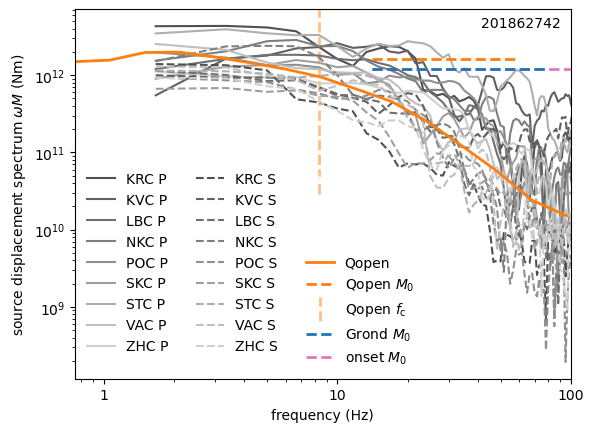 201862742
source displacement spectrum ωM (Nm)
10¹²
10¹¹
10¹⁰
10⁹
KRC P
KVC P
LBC P
NKC P
POC P
SKC P
STC P
VAC P
ZHC P
KRC S
KVC S
LBC S
NKC S
POC S
SKC S
STC S
VAC S
ZHC S
Qopen
Qopen M₀
Qopen f꜀
Grond M₀
onset M₀
1 10 100
frequency (Hz)